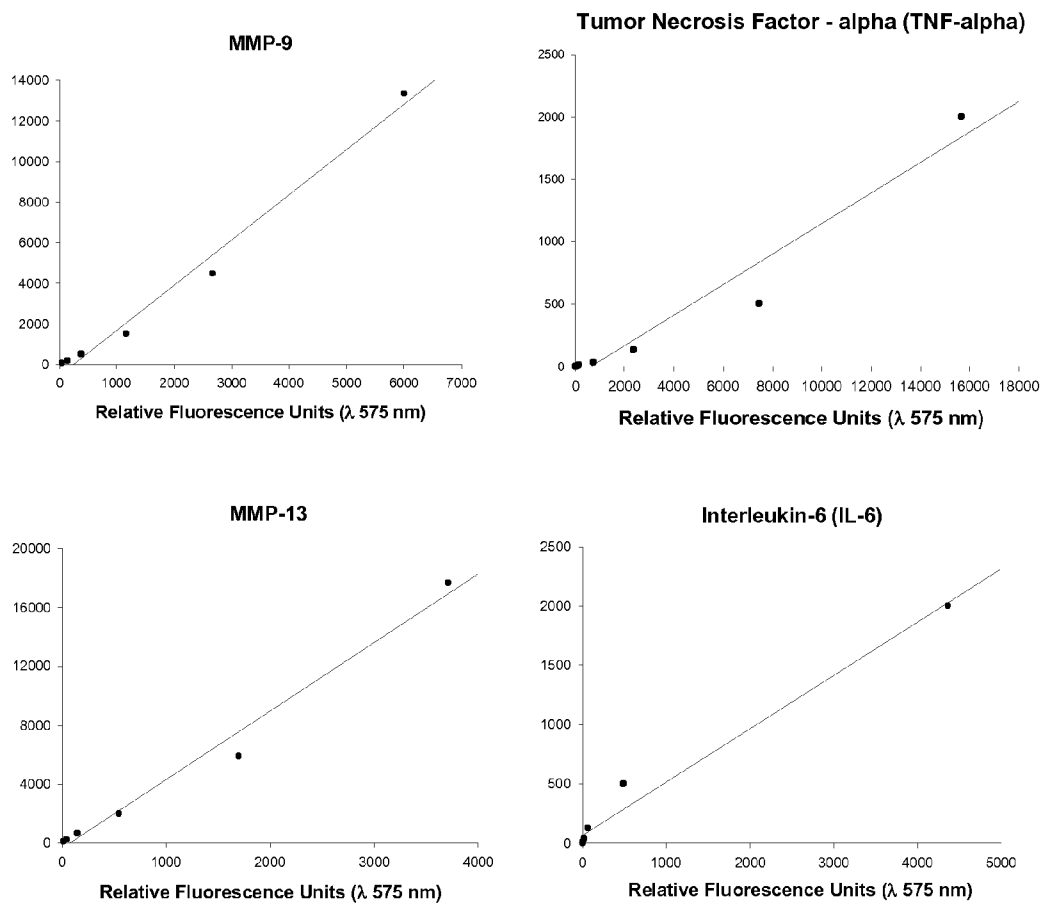 MMP-9
14000
12000
10000
8000
6000
4000
2000
0
0 1000 2000 3000 4000 5000 6000 7000
Relative Fluorescence Units (λ 575 nm)
Tumor Necrosis Factor - alpha (TNF-alpha)
2500
2000
1500
1000
500
0
0 2000 4000 6000 8000 10000 12000 14000 16000 18000
Relative Fluorescence Units (λ 575 nm)
MMP-13
20000
16000
12000
8000
4000
0
0 1000 2000 3000 4000
Relative Fluorescence Units (λ 575 nm)
Interleukin-6 (IL-6)
2500
2000
1500
1000
500
0
0 1000 2000 3000 4000 5000
Relative Fluorescence Units (λ 575 nm)